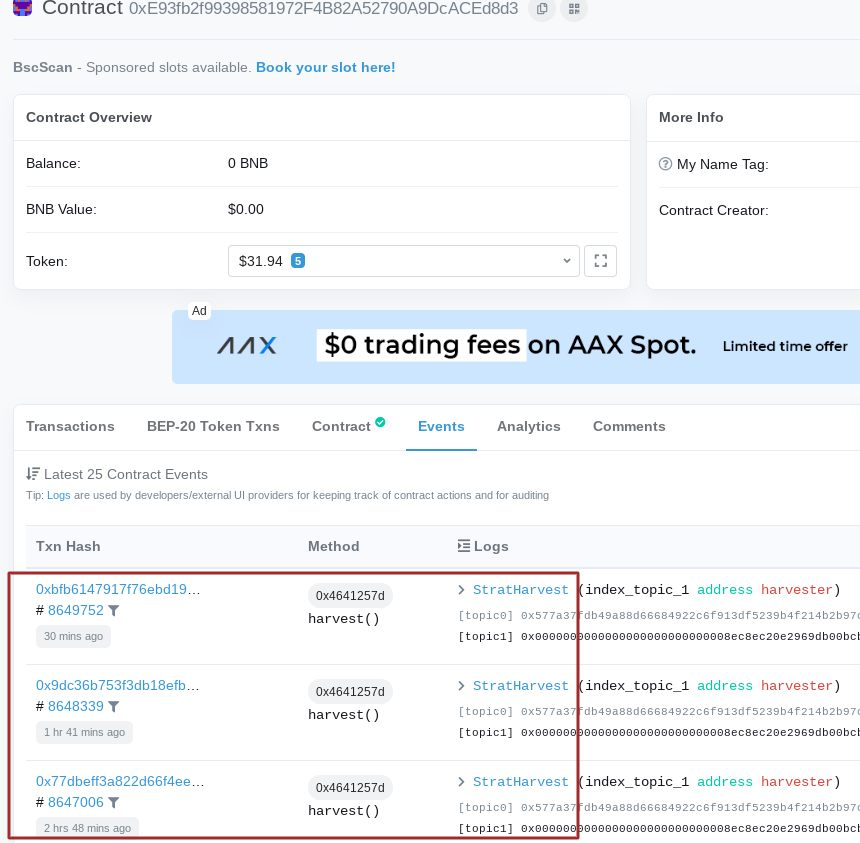 Contract 0xE93fb2f99398581972F4B82A52790A9DcACEd8d3
BscScan - Sponsored slots available. Book your slot here!
Contract Overview
Balance: 0 BNB
BNB Value: $0.00
Token: $31.94 5
More Info
My Name Tag:
Contract Creator:
Ad
AAX $0 trading fees on AAX Spot. Limited time offer
Transactions BEP-20 Token Txns Contract Events Analytics Comments
Latest 25 Contract Events
Tip: Logs are used by developers/external UI providers for keeping track of contract actions and for auditing
Txn Hash Method Logs
0xbfb6147917f76ebd19… 0x4641257d StratHarvest (index_topic_1 address harvester)
# 8649752 harvest() [topic0] 0x577a37fdb49a88d66684922c6f913df5239b4f214b2b97c
30 mins ago [topic1] 0x0000000000000000000000000008ec8ec20e2969db00bcb
0x9dc36b753f3db18efb… 0x4641257d StratHarvest (index_topic_1 address harvester)
# 8648339 harvest() [topic0] 0x577a37fdb49a88d66684922c6f913df5239b4f214b2b97c
1 hr 41 mins ago [topic1] 0x0000000000000000000000000008ec8ec20e2969db00bcb
0x77dbeff3a822d66f4ee… 0x4641257d StratHarvest (index_topic_1 address harvester)
# 8647006 harvest() [topic0] 0x577a37fdb49a88d66684922c6f913df5239b4f214b2b97c
2 hrs 48 mins ago [topic1] 0x0000000000000000000000000008ec8ec20e2969db00bcb